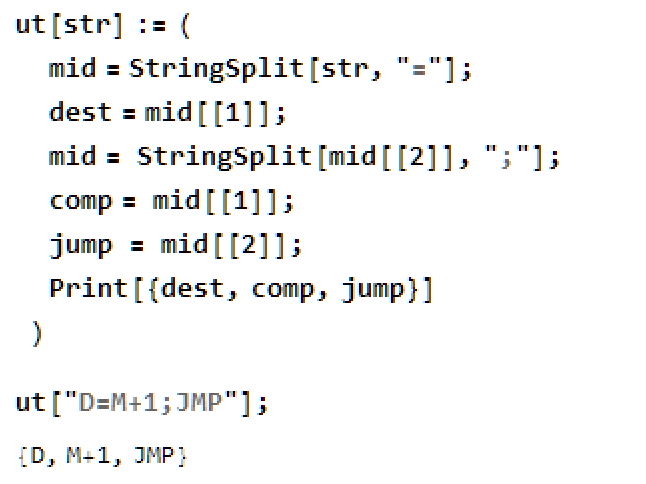 ut[str] := (
mid = StringSplit[str, "="];
dest = mid[[1]];
mid = StringSplit[mid[[2]], ";"];
comp = mid[[1]];
jump = mid[[2]];
Print[{dest, comp, jump}]
)
ut["D=M+1;JMP"];
{D, M+1, JMP}